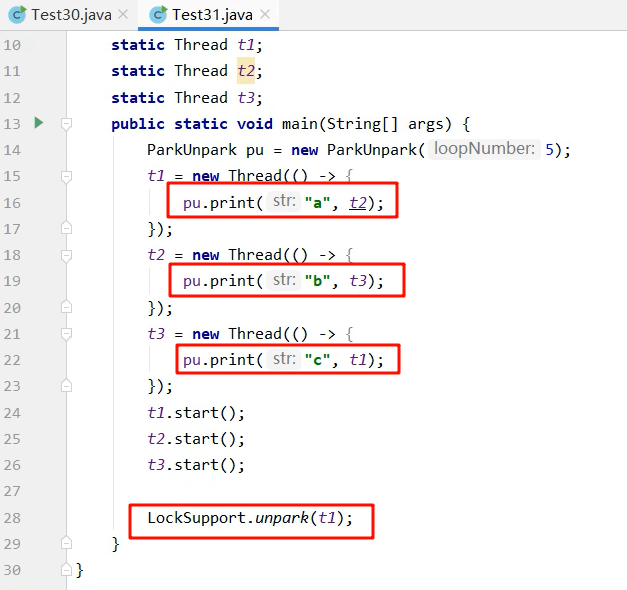 Test30.java × Test31.java ×
10 static Thread t1;
11 static Thread t2;
12 static Thread t3;
13 public static void main(String[] args) {
14 ParkUnpark pu = new ParkUnpark( loopNumber: 5);
15 t1 = new Thread(() -> {
16 pu.print( str: "a", t2);
17 });
18 t2 = new Thread(() -> {
19 pu.print( str: "b", t3);
20 });
21 t3 = new Thread(() -> {
22 pu.print( str: "c", t1);
23 });
24 t1.start();
25 t2.start();
26 t3.start();
27
28 LockSupport.unpark(t1);
29 }
30 }